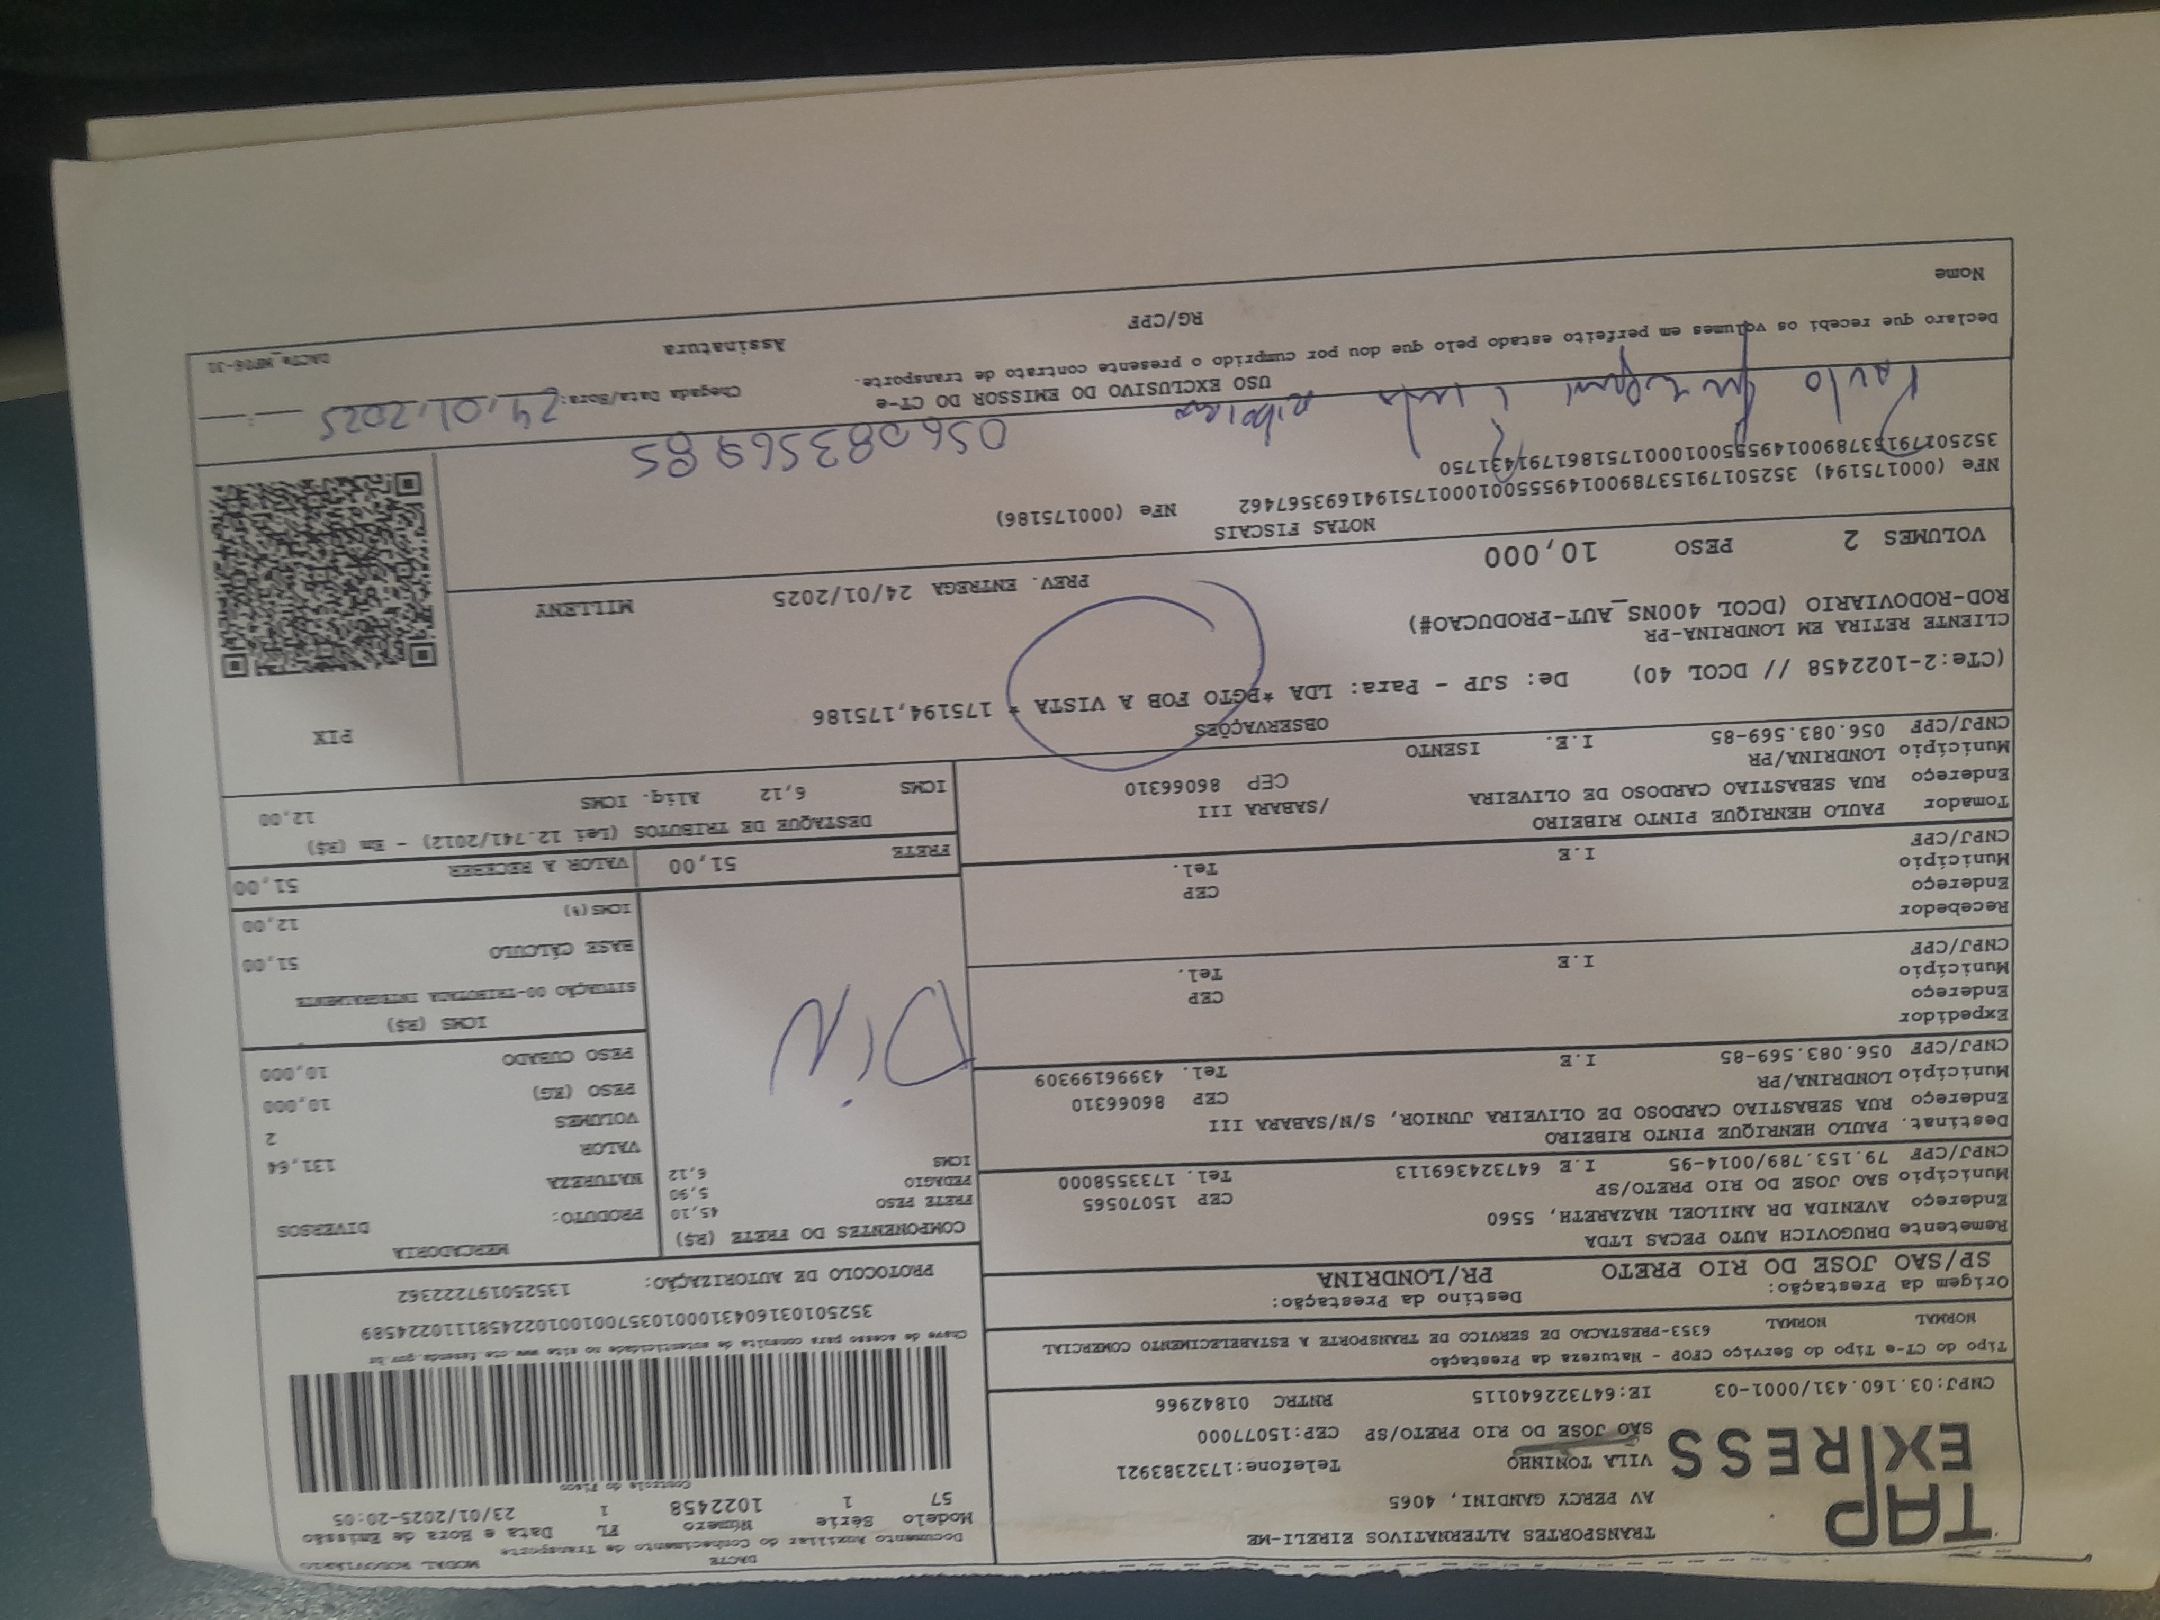 TAP
EXPRESS
TRANSPORTES ALTERNATIVOS EIRELI-ME
AV PERCY GANDINI, 4065
VILA TONINHO Telefone:1732383921
SAO JOSE DO RIO PRETO/SP CEP:15077000
CNPJ:03.160.431/0001-03 IE:647322640115 RNTRC 01842966
DACTE MODAL RODOVIÁRIO
Documento Auxiliar do Conhecimento de Transporte
Modelo Série Número FL Data e Hora de Emissão
57 1 1022458 1 23/01/2025-20:05
Controle do Fisco
Chave de acesso para consulta de autenticidade no site www.cte.fazenda.gov.br
35250103160431000103570010010224581110224589
PROTOCOLO DE AUTORIZAÇÃO: 135250197222362
Tipo do CT-e Tipo do Serviço CFOP - Natureza da Prestação
NORMAL NORMAL 6353-PRESTACAO DE SERVICO DE TRANSPORTE A ESTABELECIMENTO COMERCIAL
Origem da Prestação: Destino da Prestação:
SP/SAO JOSE DO RIO PRETO PR/LONDRINA
Remetente DRUGOVICH AUTO PECAS LTDA
Endereço AVENIDA DR ANILOEL NAZARETH, 5560
Município SAO JOSE DO RIO PRETO/SP CEP 15070565
CNPJ/CPF 79.153.789/0014-95 I.E 647324369113 Tel. 1733558000
Destinat. PAULO HENRIQUE PINTO RIBEIRO
Endereço RUA SEBASTIAO CARDOSO DE OLIVEIRA JUNIOR, S/N/SABARA III
Município LONDRINA/PR CEP 86066310
CNPJ/CPF 056.083.569-85 I.E Tel. 43996199309
Expedidor
Endereço
Município CEP
CNPJ/CPF I.E Tel.
Recebedor
Endereço
Município CEP
CNPJ/CPF I.E Tel.
Tomador PAULO HENRIQUE PINTO RIBEIRO
Endereço RUA SEBASTIAO CARDOSO DE OLIVEIRA /SABARA III
Município LONDRINA/PR CEP 86066310
CNPJ/CPF 056.083.569-85 I.E. ISENTO
COMPONENTES DO FRETE (R$)
FRETE PESO 45,10
PEDAGIO 5,90
ICMS 6,12
DIN
MERCADORIA
PRODUTO: DIVERSOS
NATUREZA
VALOR 131,64
VOLUMES 2
PESO (KG) 10,000
PESO CUBADO 10,000
ICMS (R$)
SITUAÇÃO 00-TRIBUTADA INTEGRAMENTE
BASE CÁLCULO 51,00
ICMS(%) 12,00
FRETE 51,00 VALOR A RECEBER 51,00
DESTAQUE DE TRIBUTOS (Lei 12.741/2012) - Em (R$)
ICMS 6,12 Aliq. ICMS 12,00
OBSERVAÇÕES
(CTe:2-1022458 // DCOL 40) De: SJP - Para: LDA *PGTO FOB A VISTA * 175194,175186
CLIENTE RETIRA EM LONDRINA-PR
ROD-RODOVIARIO (DCOL 400NS_AUT-PRODUCAO#)
PREV. ENTREGA 24/01/2025 MILLENY
VOLUMES 2 PESO 10,000
PIX
NOTAS FISCAIS
NFe (000175194) 35250179153789001495550010001751941693567462 NFe (000175186)
35250179153789001495550010001751861791431750
Paulo
05608356985
USO EXCLUSIVO DO EMISSOR DO CT-e
Chegada Data/Hora: 24,01,2025
Declaro que recebi os volumes em perfeito estado pelo que dou por cumprido o presente contrato de transporte.
Nome RG/CPF Assinatura